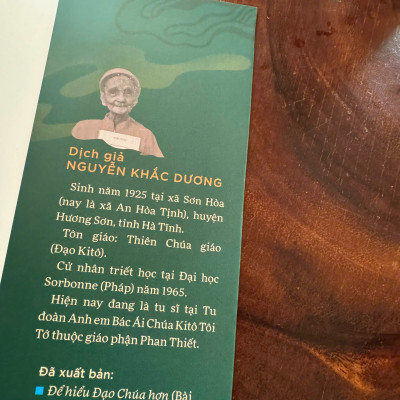 Dịch giả
NGUYỄN KHẮC DƯƠNG
Sinh năm 1925 tại xã Sơn Hòa
(nay là xã An Hòa Tịnh), huyện
Hương Sơn, tỉnh Hà Tĩnh.
Tôn giáo: Thiên Chúa giáo
(Đạo Kitô).
Cử nhân triết học tại Đại học
Sorbonne (Pháp) năm 1965.
Hiện nay đang là tu sĩ tại Tu
đoàn Anh em Bác Ái Chúa Kitô Tôi
Tớ thuộc giáo phận Phan Thiết.
Đã xuất bản:
Để hiểu Đạo Chúa hơn (Bài